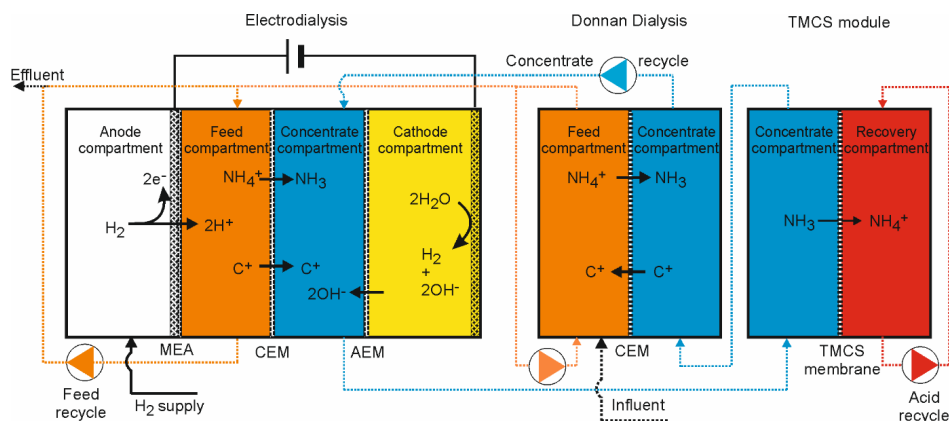 Electrodialysis
Donnan Dialysis
TMCS module
Effluent
Concentrate
recycle
Anode
compartment
Feed
compartment
Concentrate
compartment
Cathode
compartment
Feed
compartment
Concentrate
compartment
Concentrate
compartment
Recovery
compartment
2e-
NH₄⁺
NH₃
NH₄⁺
NH₃
2H₂O
H₂
2H⁺
NH₃
NH₄⁺
H₂
+
2OH-
C⁺
C⁺
2OH-
C⁺
C⁺
MEA
CEM
AEM
CEM
TMCS
membrane
Feed
recycle
H₂ supply
Influent
Acid
recycle